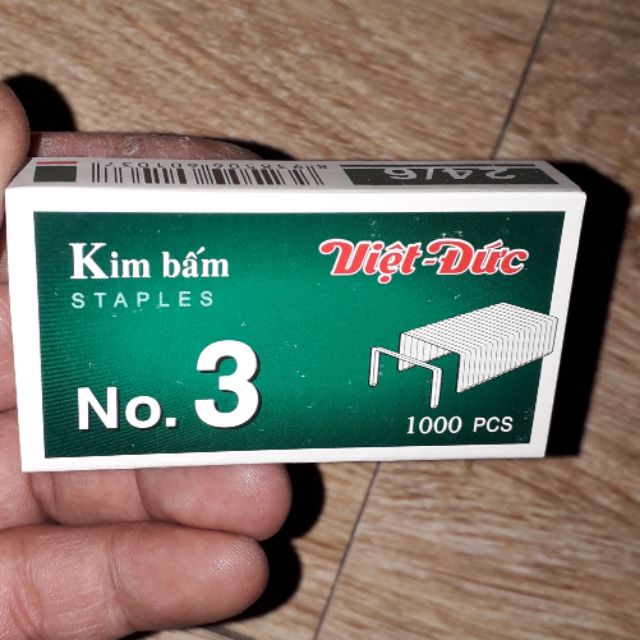 24/6
Kim bấm
STAPLES
Việt-Đức
No. 3
1000 PCS